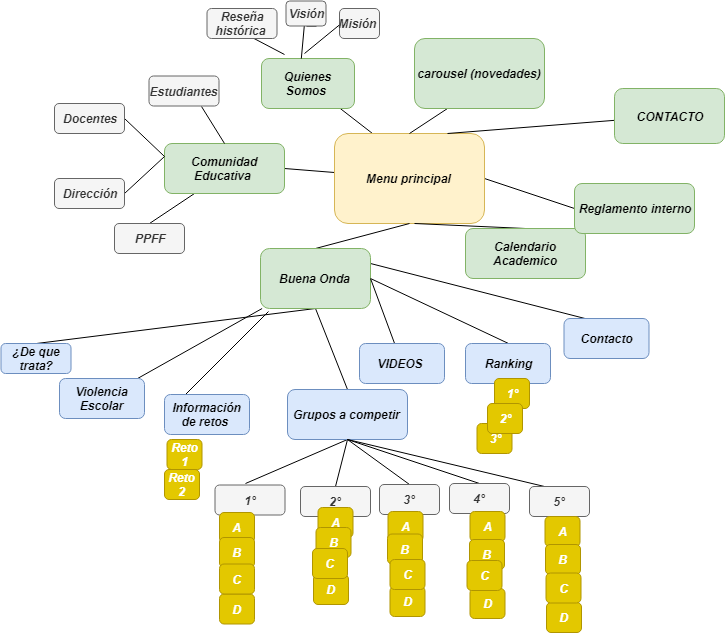 Reseña
histórica
Visión
Misión
Quienes
Somos
carousel (novedades)
CONTACTO
Estudiantes
Docentes
Comunidad
Educativa
Menu principal
Dirección
Reglamento interno
PPFF
Calendario
Academico
Buena Onda
¿De que
trata?
Violencia
Escolar
Información
de retos
Reto
1
Reto
2
Grupos a competir
VIDEOS
Ranking
1°
2°
3°
Contacto
1°
A
B
C
D
2°
A
B
C
D
3°
A
B
C
D
4°
A
B
C
D
5°
A
B
C
D